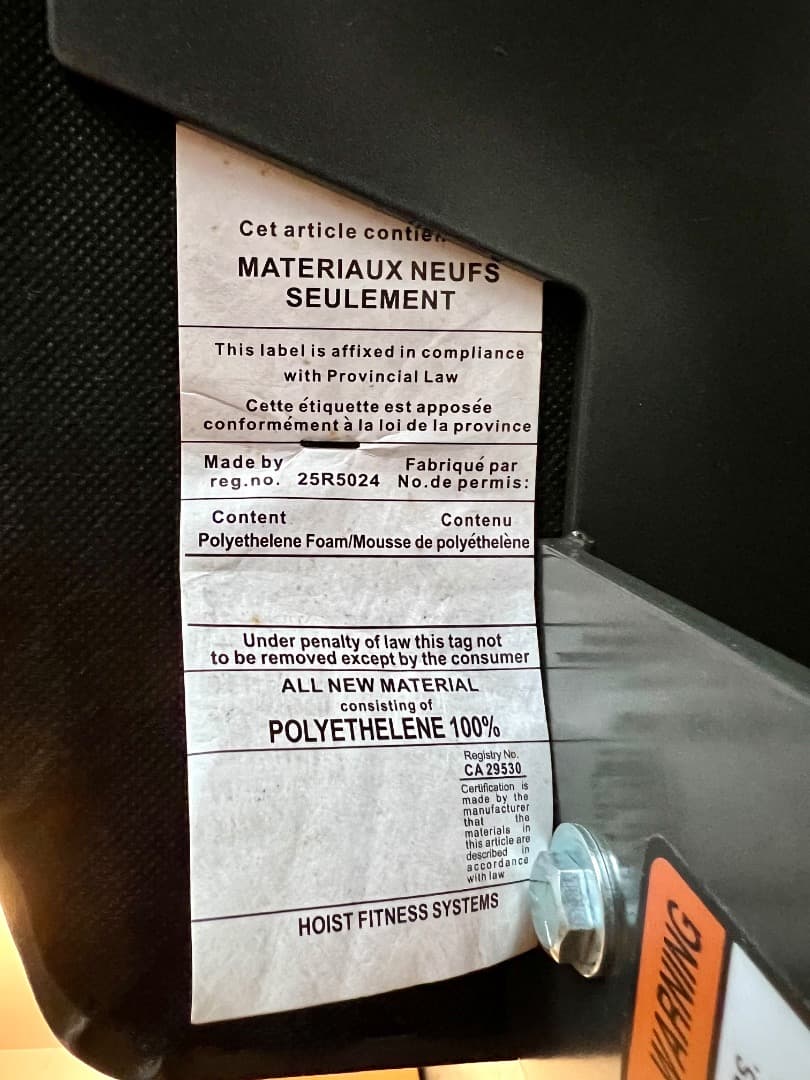 Cet article
MATERIAUX NEUFS
SEULEMENT
This label is affixed in compliance
with Provincial Law
Cette étiquette est apposée
conformément à la loi de la province
Made by Fabriqué par
reg.no. 25R5024 No.de permis:
Content Contenu
Polyethelene Foam/Mousse de polyéthelène
Under penalty of law this tag not
to be removed except by the consumer
ALL NEW MATERIAL
consisting of
POLYETHELENE 100%
Registry No.
CA 29530
Certification is
made by the
manufacturer
that the
materials in
this article are
described in
accordance
with law
HOIST FITNESS SYSTEMS
WARNING